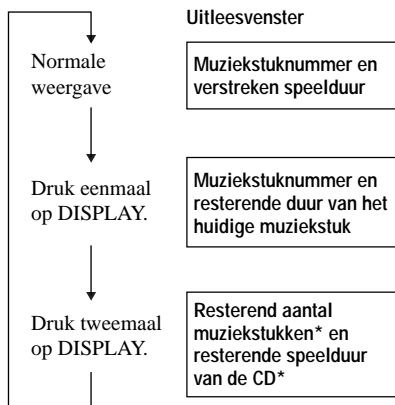 Uitleesvenster
Normale
weergave
Muziekstuknummer en
verstreken speelduur
Druk eenmaal
op DISPLAY.
Muziekstuknummer en
resterende duur van het
huidige muziekstuk
Druk tweemaal
op DISPLAY.
Resterend aantal
muziekstukken* en
resterende speelduur
van de CD*